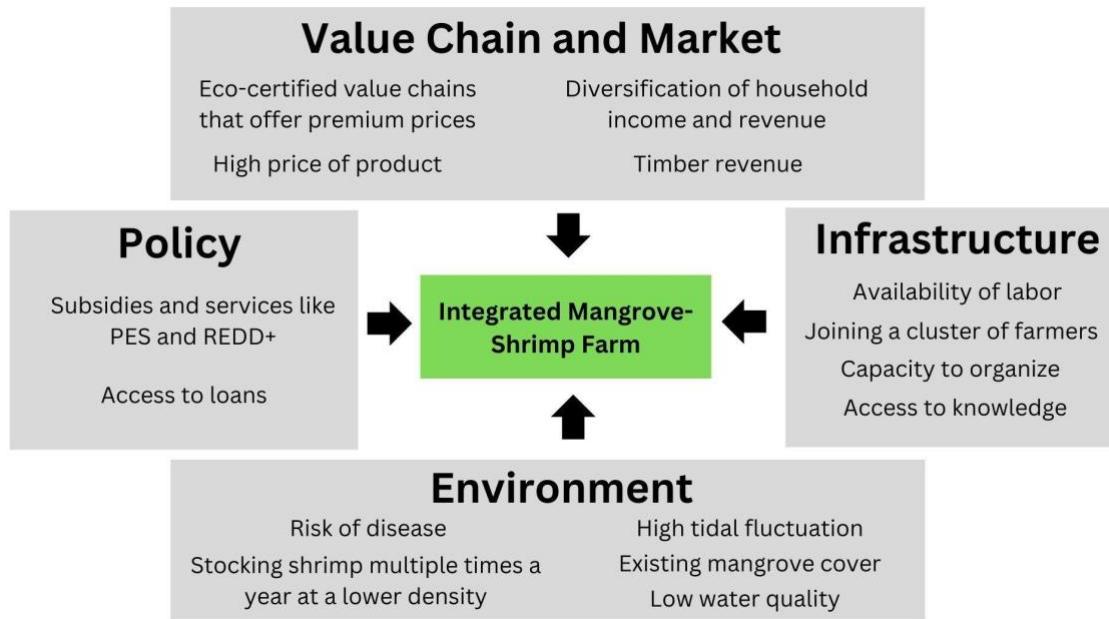 Value Chain and Market
Eco-certified value chains
that offer premium prices
High price of product
Diversification of household
income and revenue
Timber revenue
Policy
Subsidies and services like
PES and REDD+
Access to loans
Integrated Mangrove-
Shrimp Farm
Infrastructure
Availability of labor
Joining a cluster of farmers
Capacity to organize
Access to knowledge
Environment
Risk of disease
Stocking shrimp multiple times a
year at a lower density
High tidal fluctuation
Existing mangrove cover
Low water quality